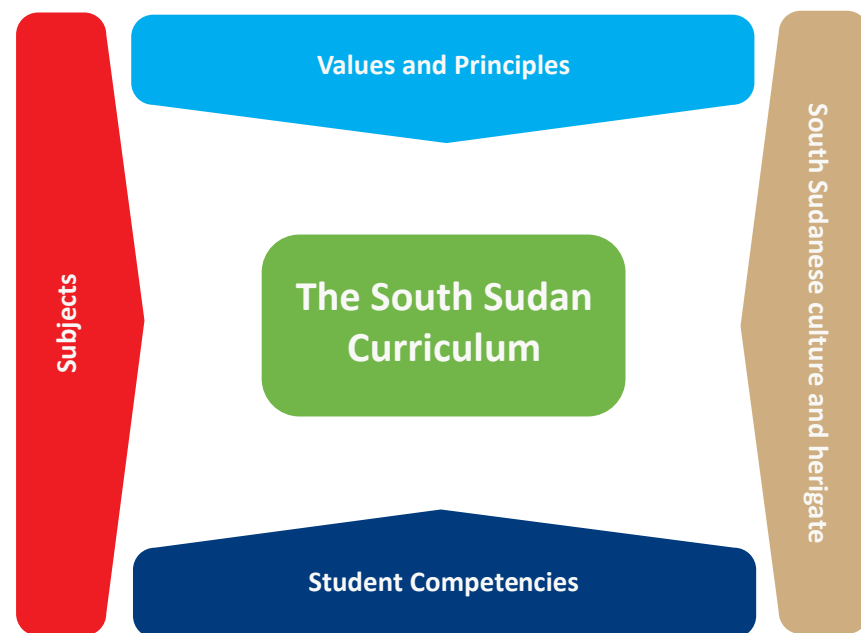 Values and Principles
Subjects
The South Sudan
Curriculum
South Sudanese culture and herigate
Student Competencies